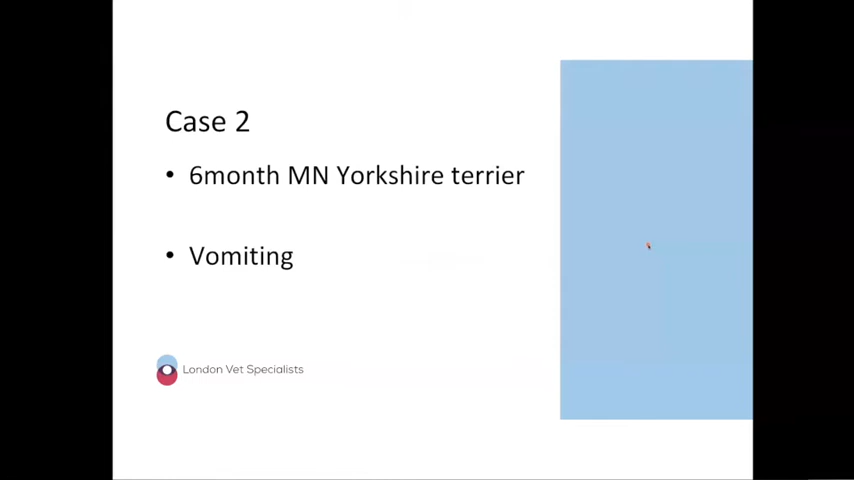 Case 2
• 6month MN Yorkshire terrier
• Vomiting
London Vet Specialists